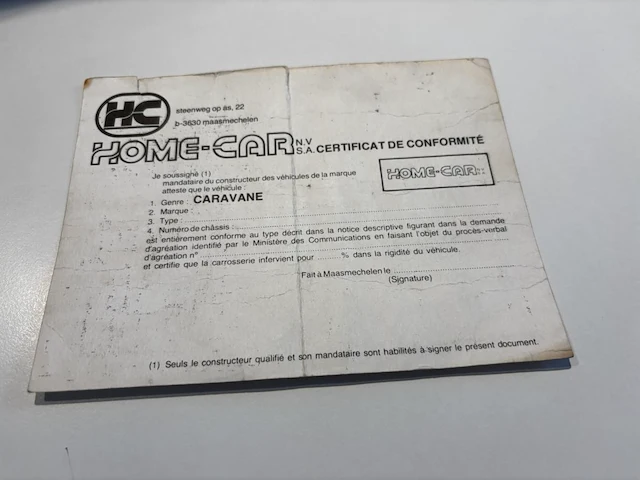 HC
steenweg op as, 22
b-3630 maasmechelen
HOME-CAR N.V S.A. CERTIFICAT DE CONFORMITÉ
HOME-CAR
Je soussigné (1)
mandataire du constructeur des véhicules de la marque
atteste que le véhicule :
1. Genre : CARAVANE
2. Marque :
3. Type :
4. Numéro de châssis :
est entièrement conforme au type décrit dans la notice descriptive figurant dans la demande
d'agréation identifié par le Ministère des Communications en faisant l'objet du procès-verbal
d'agréation n°
et certifie que la carrosserie intervient pour % dans la rigidité du véhicule.
Fait à Maasmechelen le
(Signature)
(1) Seuls le constructeur qualifié et son mandataire sont habilités à signer le présent document.